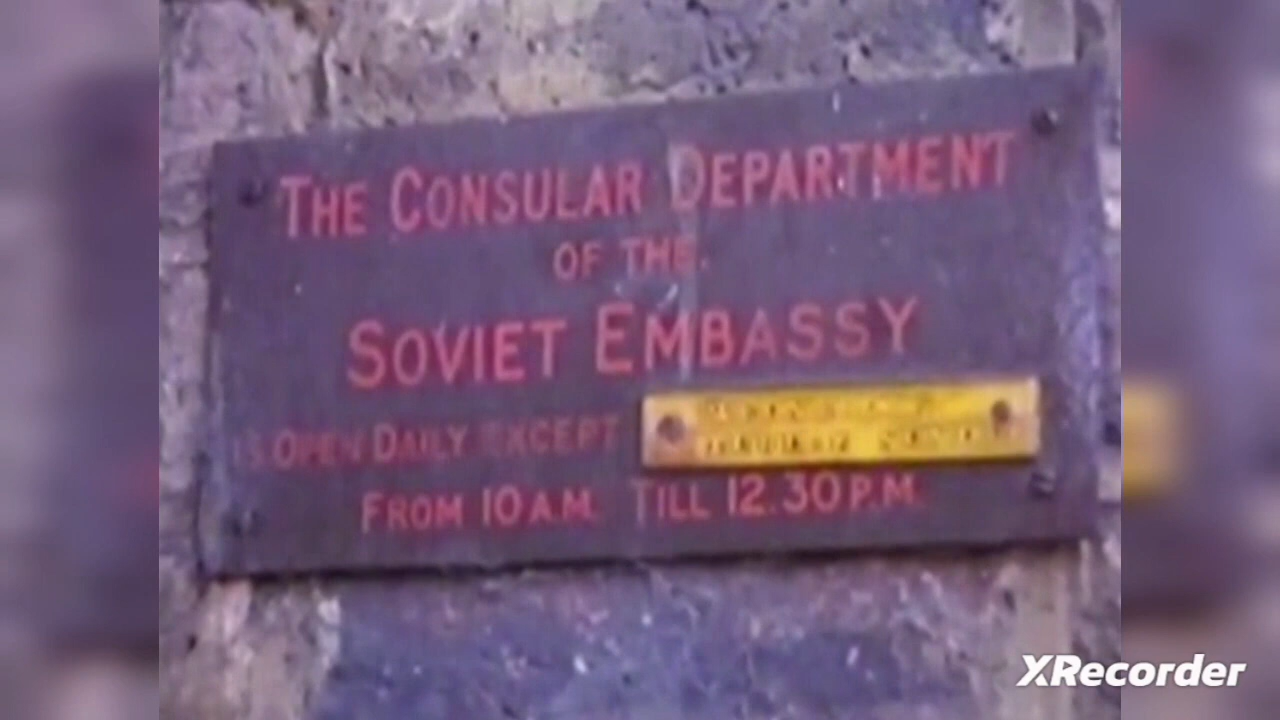 THE CONSULAR DEPARTMENT
OF THE
SOVIET EMBASSY
IS OPEN DAILY EXCEPT
FROM 10 A.M. TILL 12.30 P.M.
XRecorder